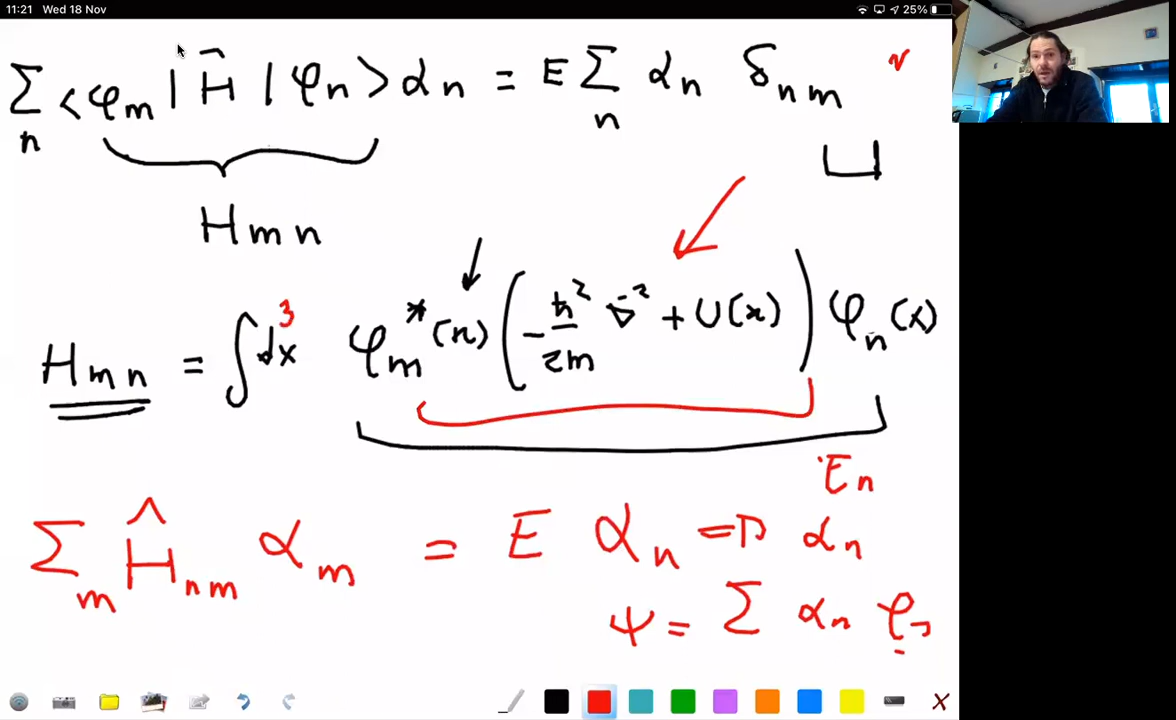 11:21 Wed 18 Nov 25%
∑ₙ <φₘ|Ĥ|φₙ> αₙ = E ∑ₙ αₙ δₙₘ
Hₘₙ
Hₘₙ = ∫d³x φₘ*(x) (-ħ²/2m ∇² + U(x)) φₙ(x)
Eₙ
∑ₘ Ĥₙₘ αₘ = E αₙ => αₙ
ψ = ∑ αₙ φₙ